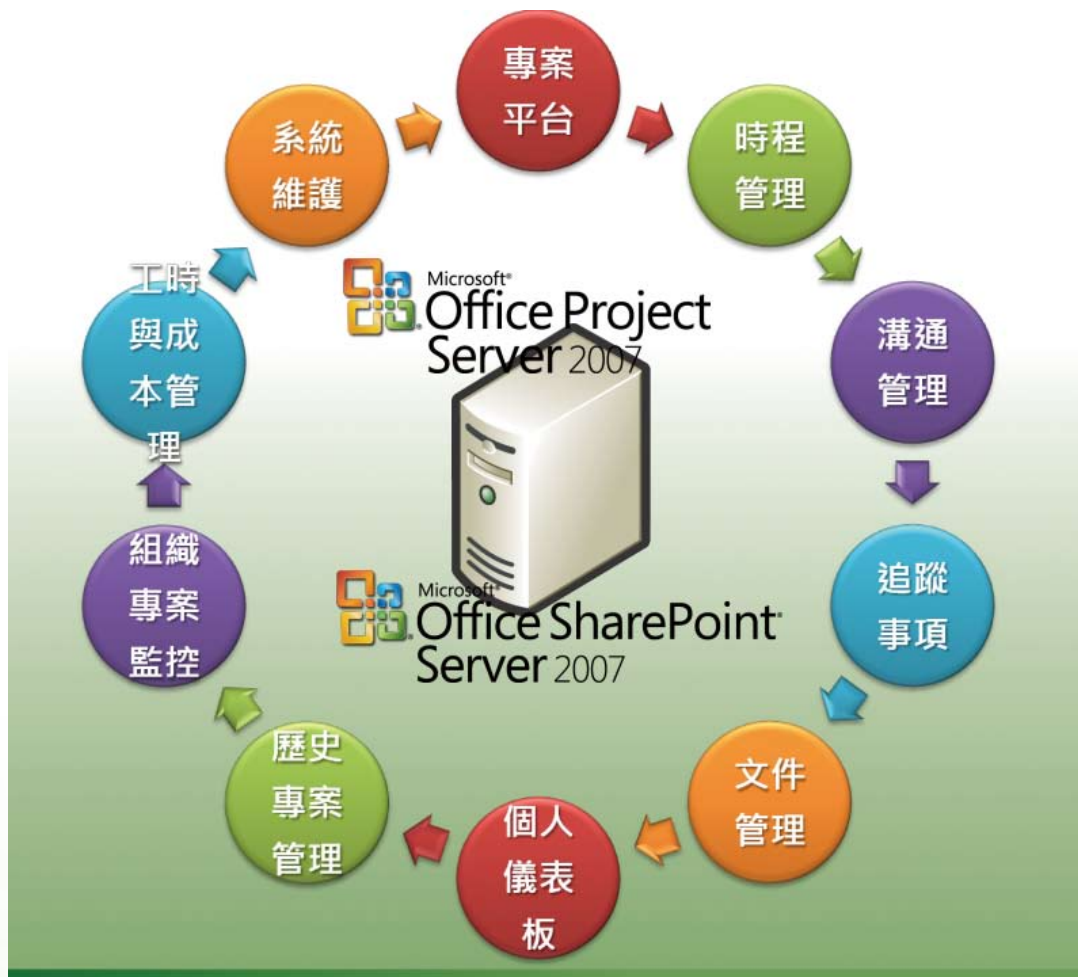 專案
平台
時程
管理
溝通
管理
追蹤
事項
文件
管理
個人
儀表
板
歷史
專案
管理
組織
專案
監控
工時
與成
本管
理
系統
維護
Microsoft®
Office Project
Server 2007
Microsoft®
Office SharePoint®
Server 2007